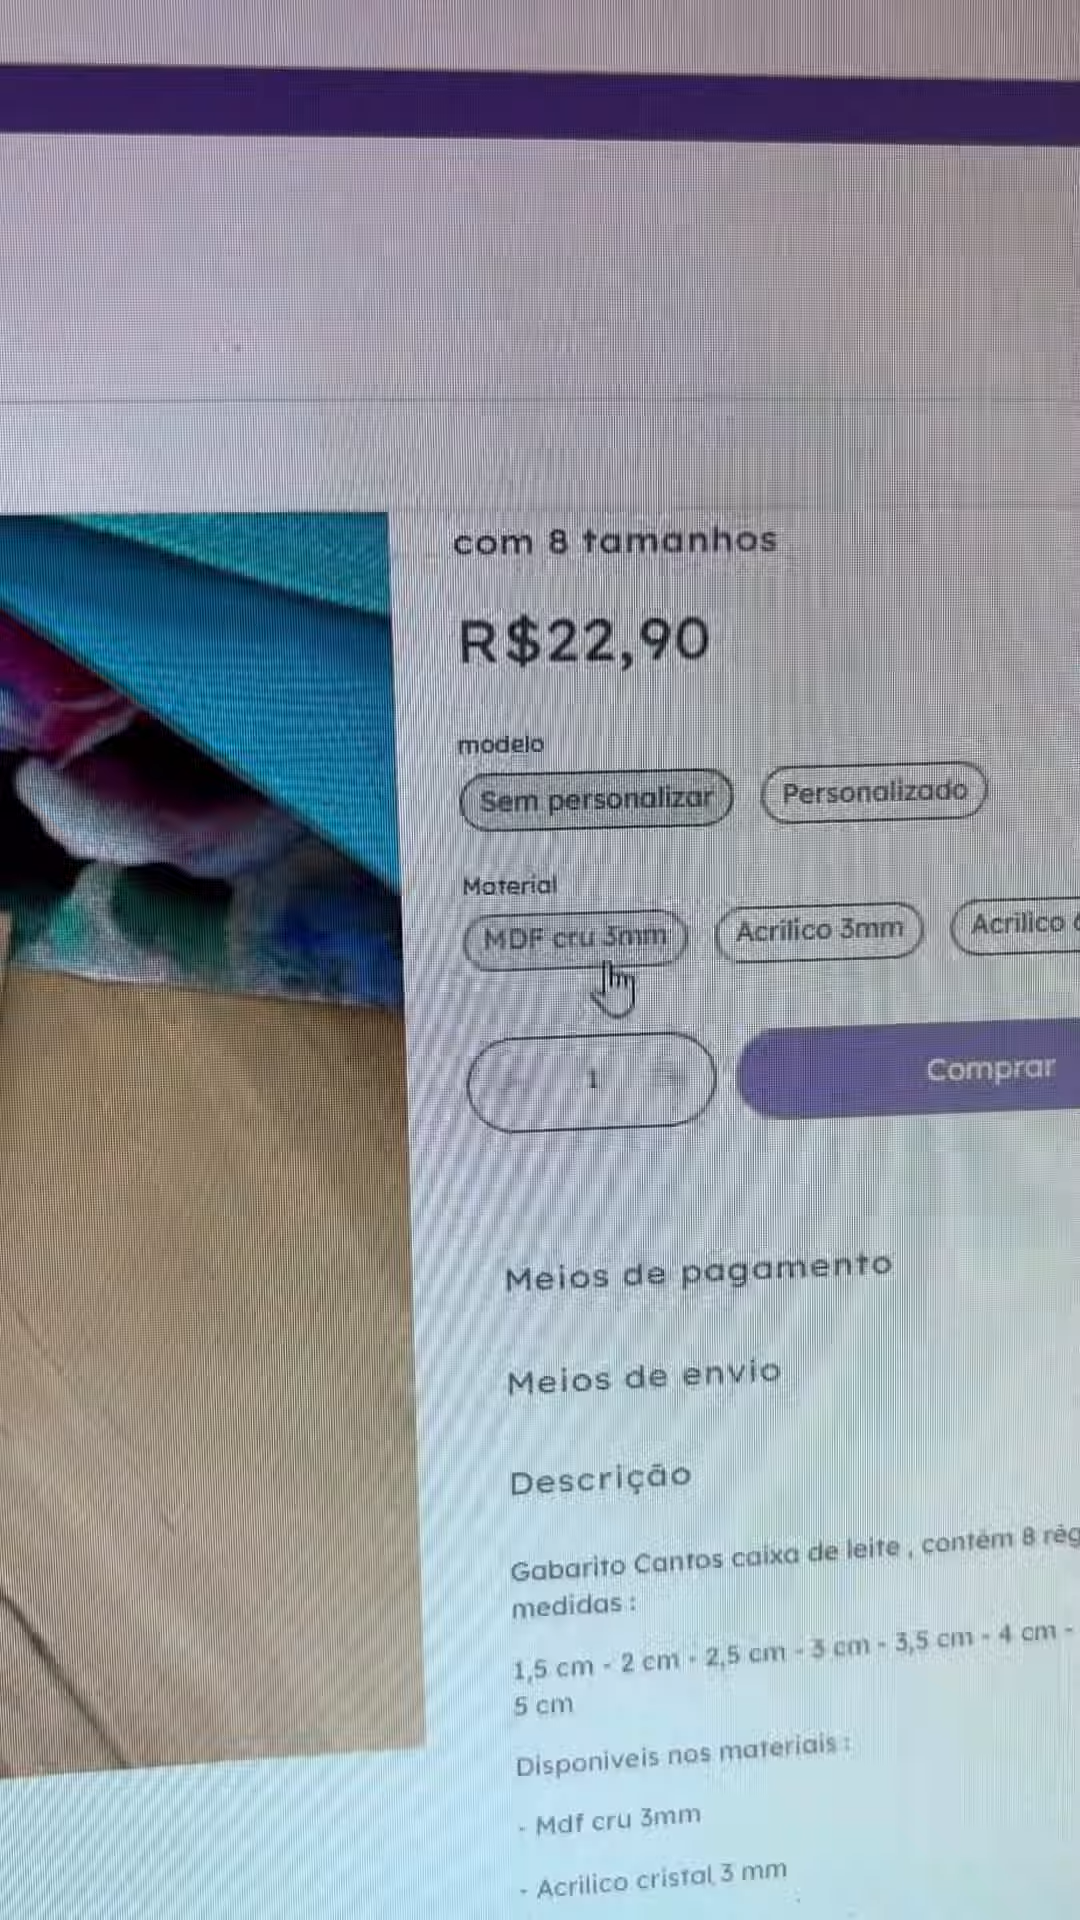 com 8 tamanhos
R$22,90
modelo
Sem personalizar
Personalizado
Material
MDF cru 3mm
Acrílico 3mm
Acrílico
1
Comprar
Meios de pagamento
Meios de envio
Descrição
Gabarito Cantos caixa de leite , contém 8
medidas :
1,5 cm - 2 cm - 2,5 cm - 3 cm - 3,5 cm - 4 cm -
5 cm
Disponiveis nos materiais :
- Mdf cru 3mm
- Acrilico cristal 3 mm